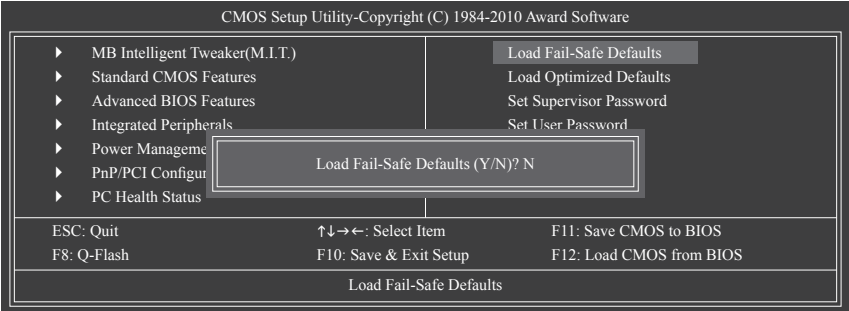 CMOS Setup Utility-Copyright (C) 1984-2010 Award Software
MB Intelligent Tweaker(M.I.T.)
Standard CMOS Features
Advanced BIOS Features
Integrated Peripherals
Power Manageme
PnP/PCI Configur
PC Health Status
Load Fail-Safe Defaults
Load Optimized Defaults
Set Supervisor Password
Set User Password
Load Fail-Safe Defaults (Y/N)? N
ESC: Quit ↑↓→←: Select Item F11: Save CMOS to BIOS
F8: Q-Flash F10: Save & Exit Setup F12: Load CMOS from BIOS
Load Fail-Safe Defaults